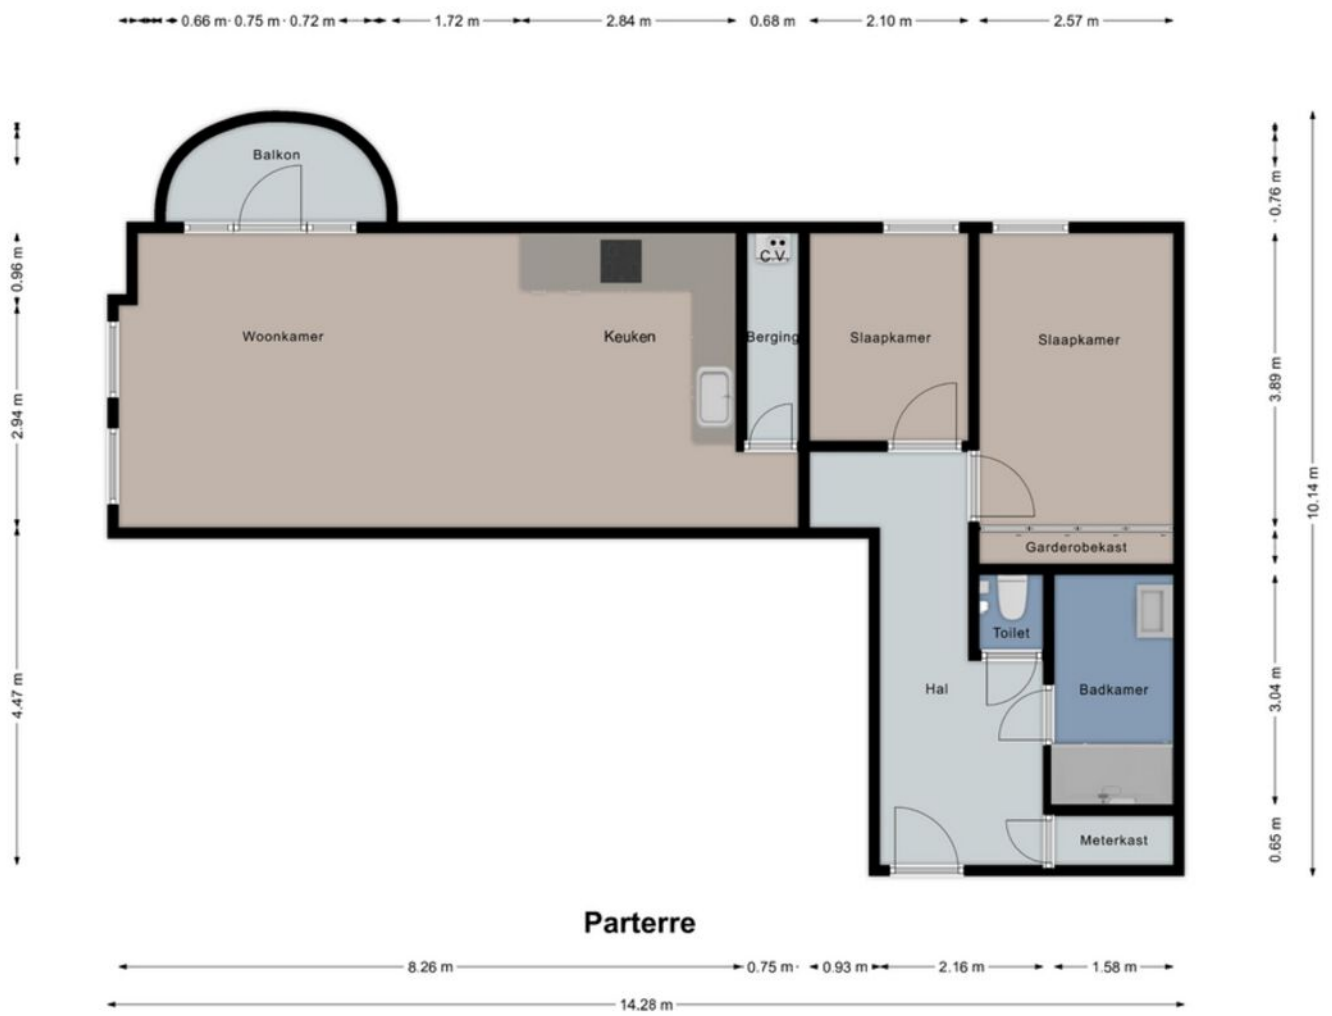 0.66 m
0.75 m
0.72 m
1.72 m
2.84 m
0.68 m
2.10 m
2.57 m
Balkon
0.76 m
0.96 m
C.V.
Woonkamer
Keuken
Berging
Slaapkamer
Slaapkamer
2.94 m
3.89 m
10.14 m
Garderobekast
Toilet
Hal
Badkamer
4.47 m
3.04 m
Meterkast
0.65 m
Parterre
8.26 m
0.75 m
0.93 m
2.16 m
1.58 m
14.28 m